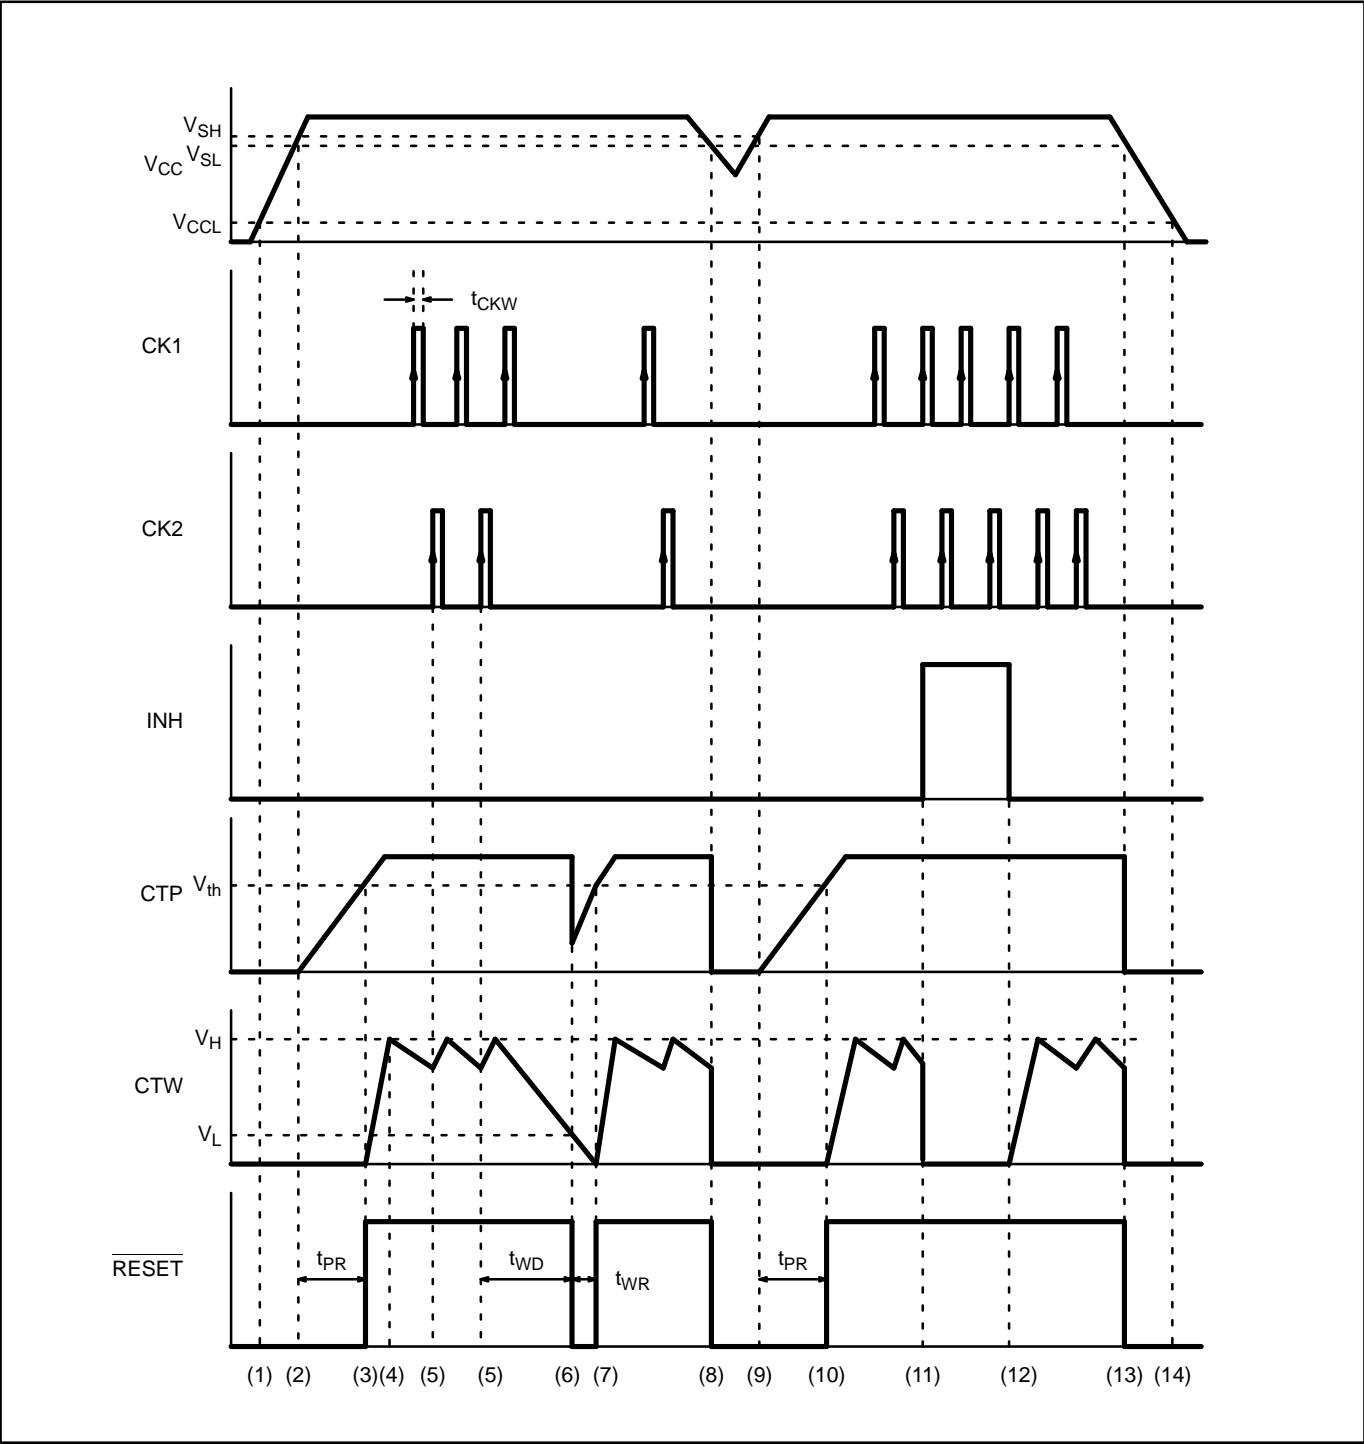 VSH
VCC VSL
VCCL
tCKW
CK1
CK2
INH
CTP Vth
VH
CTW
VL
RESET
tPR
tWD
tWR
tPR
(1) (2) (3) (4) (5) (5) (6) (7) (8) (9) (10) (11) (12) (13) (14)